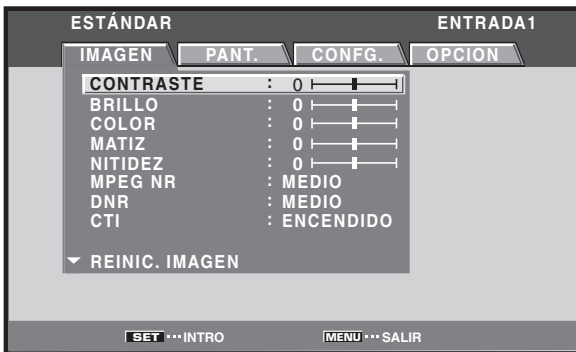 ESTÁNDAR ENTRADA1
IMAGEN PANT. CONFG. OPCION
CONTRASTE : 0
BRILLO : 0
COLOR : 0
MATIZ : 0
NITIDEZ : 0
MPEG NR : MEDIO
DNR : MEDIO
CTI : ENCENDIDO
REINIC. IMAGEN
SET ··· INTRO MENU ··· SALIR